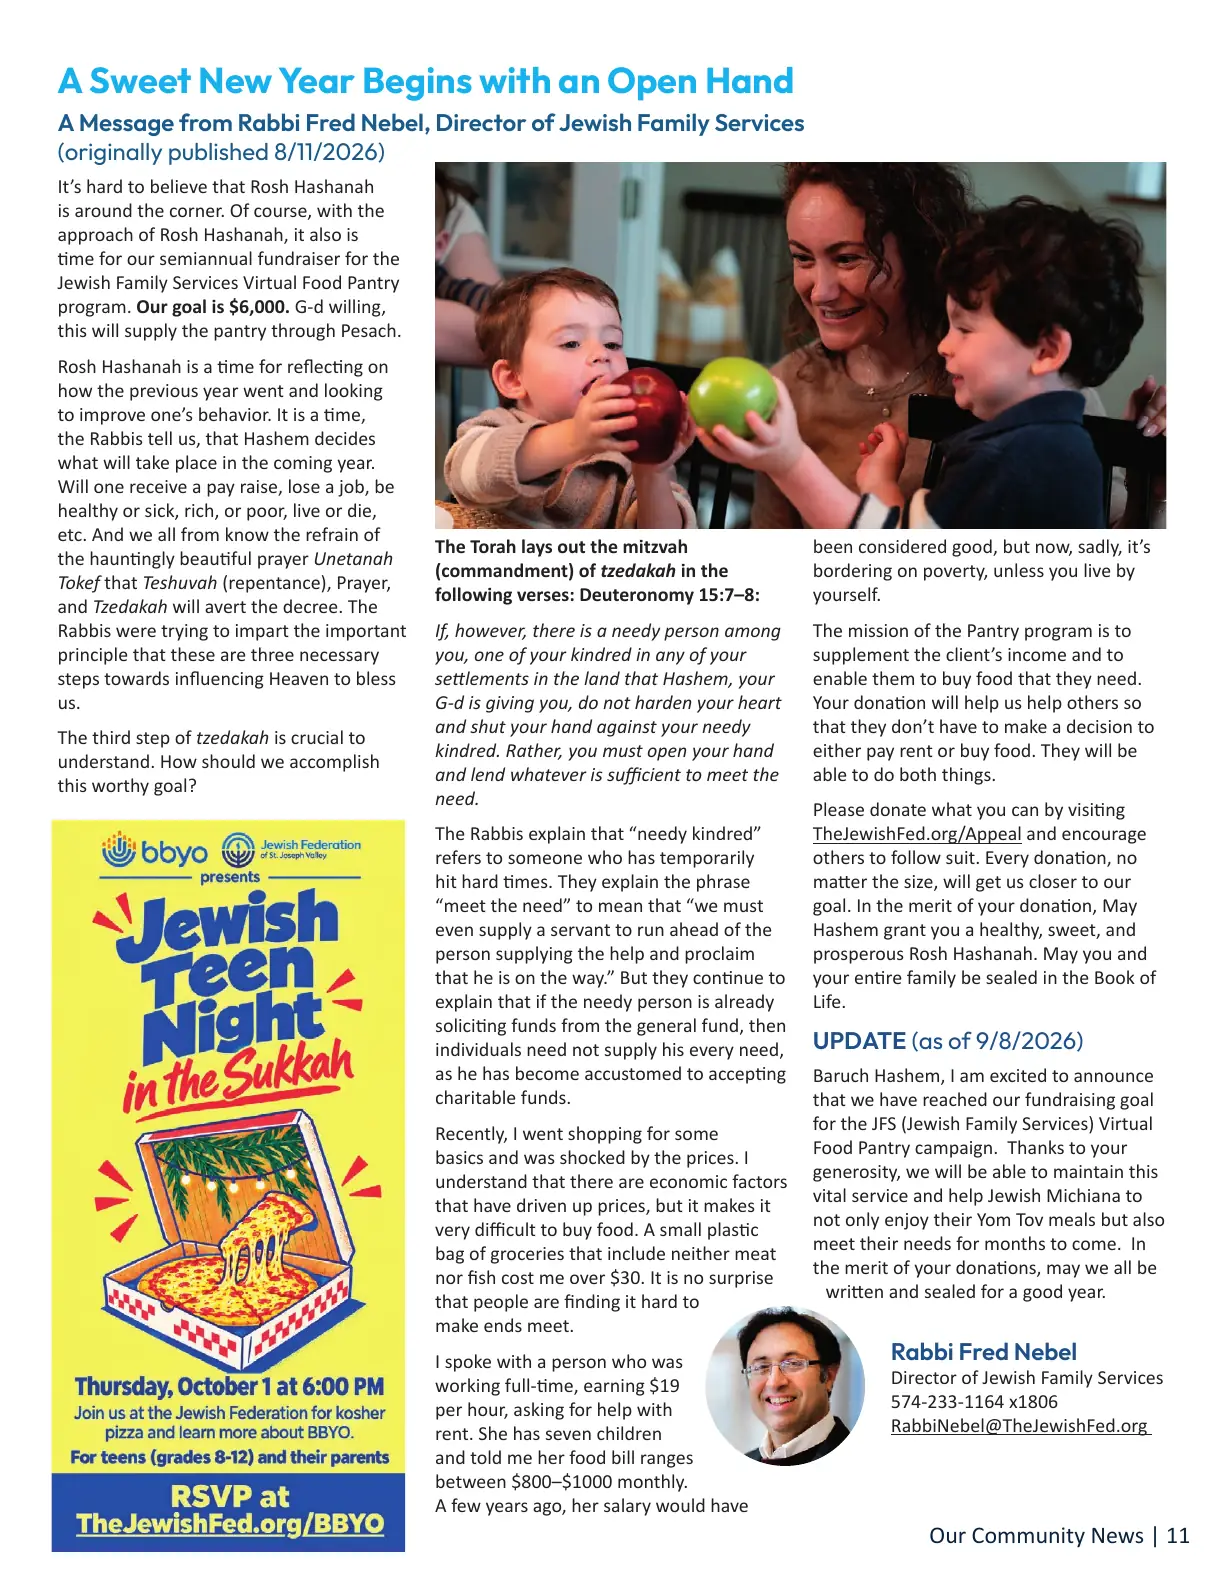 A Sweet New Year Begins with an Open Hand
A Message from Rabbi Fred Nebel, Director of Jewish Family Services
(originally published 8/11/2026)
It’s hard to believe that Rosh Hashanah
is around the corner. Of course, with the
approach of Rosh Hashanah, it also is
time for our semiannual fundraiser for the
Jewish Family Services Virtual Food Pantry
program. Our goal is $6,000. G-d willing,
this will supply the pantry through Pesach.
Rosh Hashanah is a time for reflecting on
how the previous year went and looking
to improve one’s behavior. It is a time,
the Rabbis tell us, that Hashem decides
what will take place in the coming year.
Will one receive a pay raise, lose a job, be
healthy or sick, rich, or poor, live or die,
etc. And we all from know the refrain of
the hauntingly beautiful prayer Unetanah
Tokef that Teshuvah (repentance), Prayer,
and Tzedakah will avert the decree. The
Rabbis were trying to impart the important
principle that these are three necessary
steps towards influencing Heaven to bless
us.
The third step of tzedakah is crucial to
understand. How should we accomplish
this worthy goal?
bbyo
Jewish Federation
of St. Joseph Valley
presents
Jewish
Teen
Night
in the Sukkah
Thursday, October 1 at 6:00 PM
Join us at the Jewish Federation for kosher
pizza and learn more about BBYO.
For teens (grades 8-12) and their parents
RSVP at
TheJewishFed.org/BBYO
The Torah lays out the mitzvah
(commandment) of tzedakah in the
following verses: Deuteronomy 15:7–8:
If, however, there is a needy person among
you, one of your kindred in any of your
settlements in the land that Hashem, your
G-d is giving you, do not harden your heart
and shut your hand against your needy
kindred. Rather, you must open your hand
and lend whatever is sufficient to meet the
need.
The Rabbis explain that “needy kindred”
refers to someone who has temporarily
hit hard times. They explain the phrase
“meet the need” to mean that “we must
even supply a servant to run ahead of the
person supplying the help and proclaim
that he is on the way.” But they continue to
explain that if the needy person is already
soliciting funds from the general fund, then
individuals need not supply his every need,
as he has become accustomed to accepting
charitable funds.
Recently, I went shopping for some
basics and was shocked by the prices. I
understand that there are economic factors
that have driven up prices, but it makes it
very difficult to buy food. A small plastic
bag of groceries that include neither meat
nor fish cost me over $30. It is no surprise
that people are finding it hard to
make ends meet.
I spoke with a person who was
working full-time, earning $19
per hour, asking for help with
rent. She has seven children
and told me her food bill ranges
between $800–$1000 monthly.
A few years ago, her salary would have
been considered good, but now, sadly, it’s
bordering on poverty, unless you live by
yourself.
The mission of the Pantry program is to
supplement the client’s income and to
enable them to buy food that they need.
Your donation will help us help others so
that they don’t have to make a decision to
either pay rent or buy food. They will be
able to do both things.
Please donate what you can by visiting
TheJewishFed.org/Appeal and encourage
others to follow suit. Every donation, no
matter the size, will get us closer to our
goal. In the merit of your donation, May
Hashem grant you a healthy, sweet, and
prosperous Rosh Hashanah. May you and
your entire family be sealed in the Book of
Life.
UPDATE (as of 9/8/2026)
Baruch Hashem, I am excited to announce
that we have reached our fundraising goal
for the JFS (Jewish Family Services) Virtual
Food Pantry campaign.  Thanks to your
generosity, we will be able to maintain this
vital service and help Jewish Michiana to
not only enjoy their Yom Tov meals but also
meet their needs for months to come.  In
the merit of your donations, may we all be
written and sealed for a good year.
Rabbi Fred Nebel
Director of Jewish Family Services
574-233-1164 x1806
RabbiNebel@TheJewishFed.org
Our Community News | 11